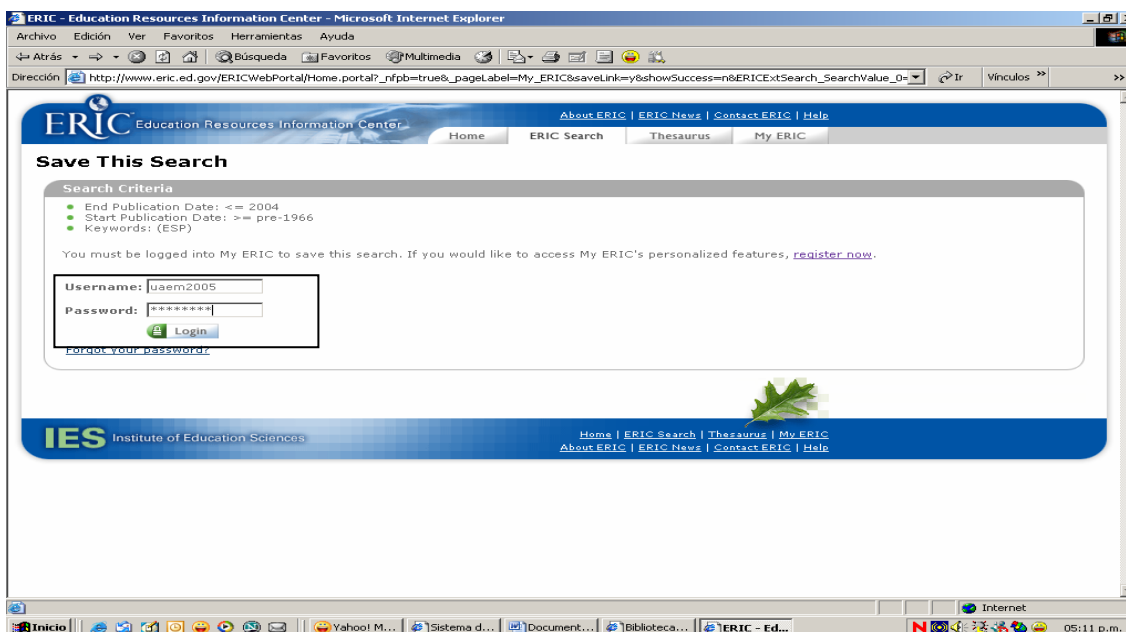 ERIC - Education Resources Information Center - Microsoft Internet Explorer
Archivo Edición Ver Favoritos Herramientas Ayuda
Atrás Búsqueda Favoritos Multimedia
Dirección http://www.eric.ed.gov/ERICWebPortal/Home.portal?_nfpb=true&_pageLabel=My_ERIC&saveLink=y&showSuccess=n&ERICExtSearch_SearchValue_0= Ir Vínculos »
ERIC Education Resources Information Center
About ERIC | ERIC News | Contact ERIC | Help
Home ERIC Search Thesaurus My ERIC
Save This Search
Search Criteria
End Publication Date: <= 2004
Start Publication Date: >= pre-1966
Keywords: (ESP)
You must be logged into My ERIC to save this search. If you would like to access My ERIC's personalized features, register now.
Username: uaem2005
Password: ********
Login
Forgot your password?
IES Institute of Education Sciences
Home | ERIC Search | Thesaurus | My ERIC
About ERIC | ERIC News | Contact ERIC | Help
Internet
Inicio Yahoo! M... Sistema d... Document... Biblioteca... ERIC - Ed... N 05:11 p.m.